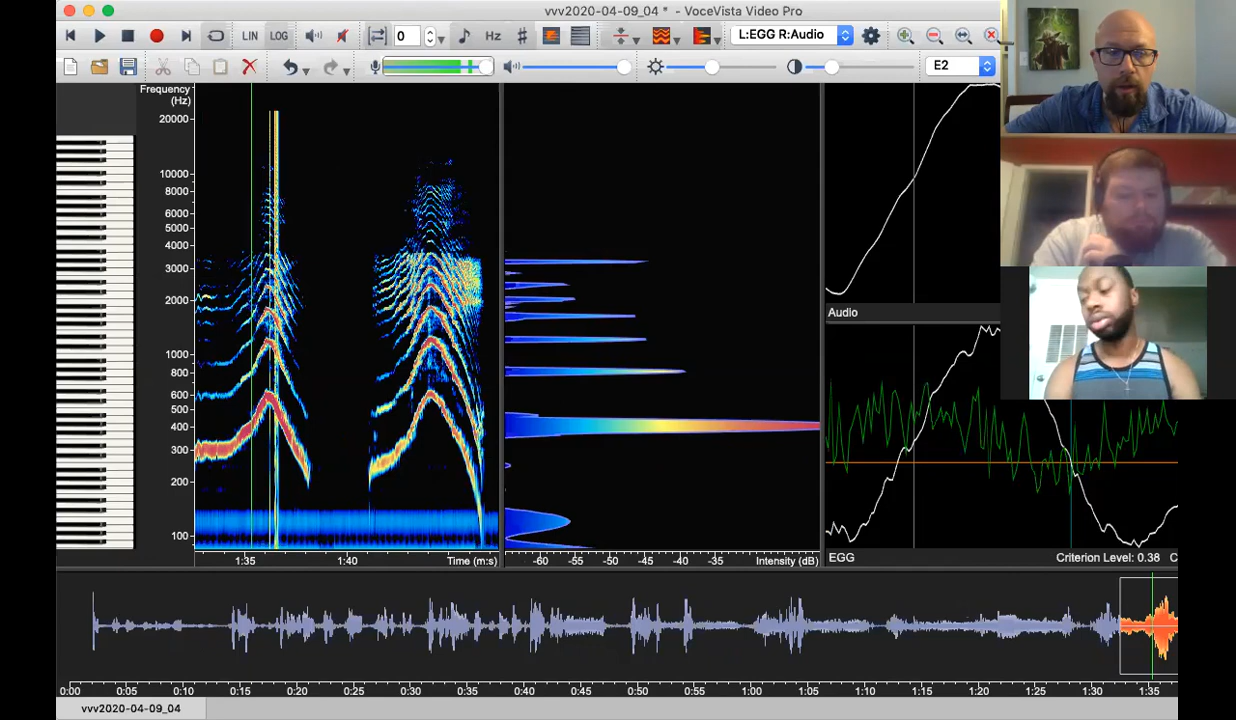 vvv2020-04-09_04 * - VoceVista Video Pro
LIN LOG 0 Hz L:EGG R:Audio
E2
Frequency
(Hz)
20000
10000
8000
6000
4000
3000
2000
1000
800
600
500
400
300
200
100
Audio
1:35 1:40 Time (m:s)
-60 -55 -50 -45 -40 -35 Intensity (dB)
EGG Criterion Level: 0.38 C
0:00 0:05 0:10 0:15 0:20 0:25 0:30 0:35 0:40 0:45 0:50 0:55 1:00 1:05 1:10 1:15 1:20 1:25 1:30 1:35
vvv2020-04-09_04